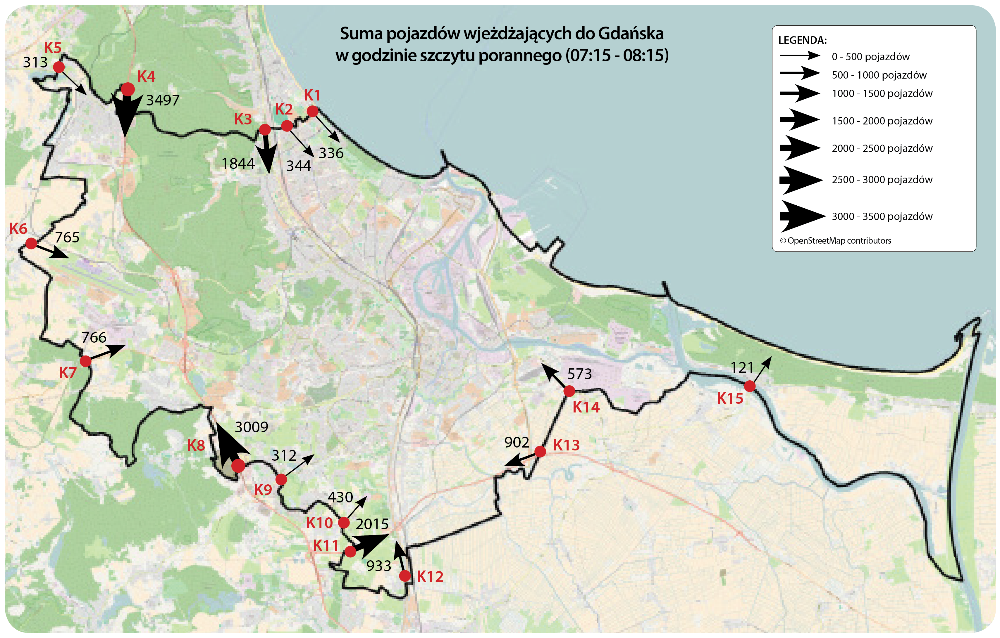 Suma pojazdów wjeżdżających do Gdańska
w godzinie szczytu porannego (07:15 - 08:15)
LEGENDA:
0 - 500 pojazdów
500 - 1000 pojazdów
1000 - 1500 pojazdów
1500 - 2000 pojazdów
2000 - 2500 pojazdów
2500 - 3000 pojazdów
3000 - 3500 pojazdów
© OpenStreetMap contributors
K5
313
K4
3497
K1
K2
K3
336
1844
344
K6
765
766
K7
573
121
K15
K14
3009
K8
902
K13
312
K9
430
K10
2015
K11
933
K12